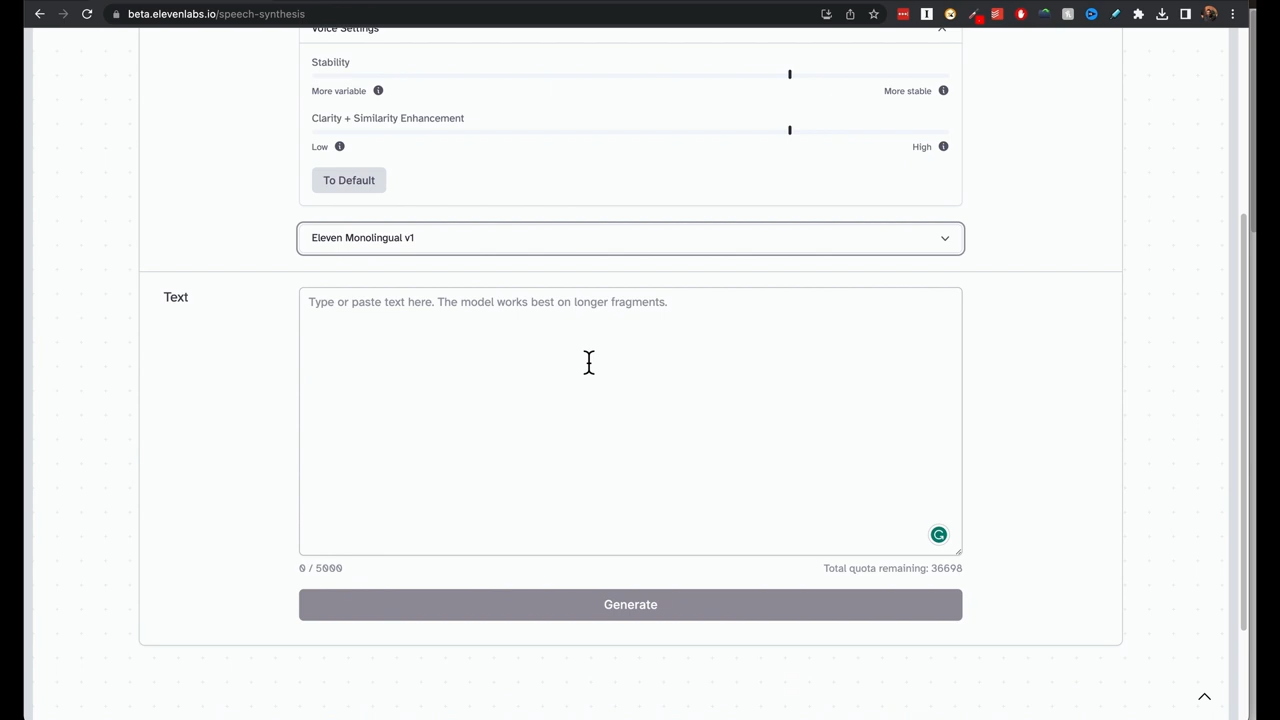 beta.elevenlabs.io/speech-synthesis
Voice Settings
Stability
More variable More stable
Clarity + Similarity Enhancement
Low High
To Default
Eleven Monolingual v1
Text
Type or paste text here. The model works best on longer fragments.
0 / 5000 Total quota remaining: 36698
Generate